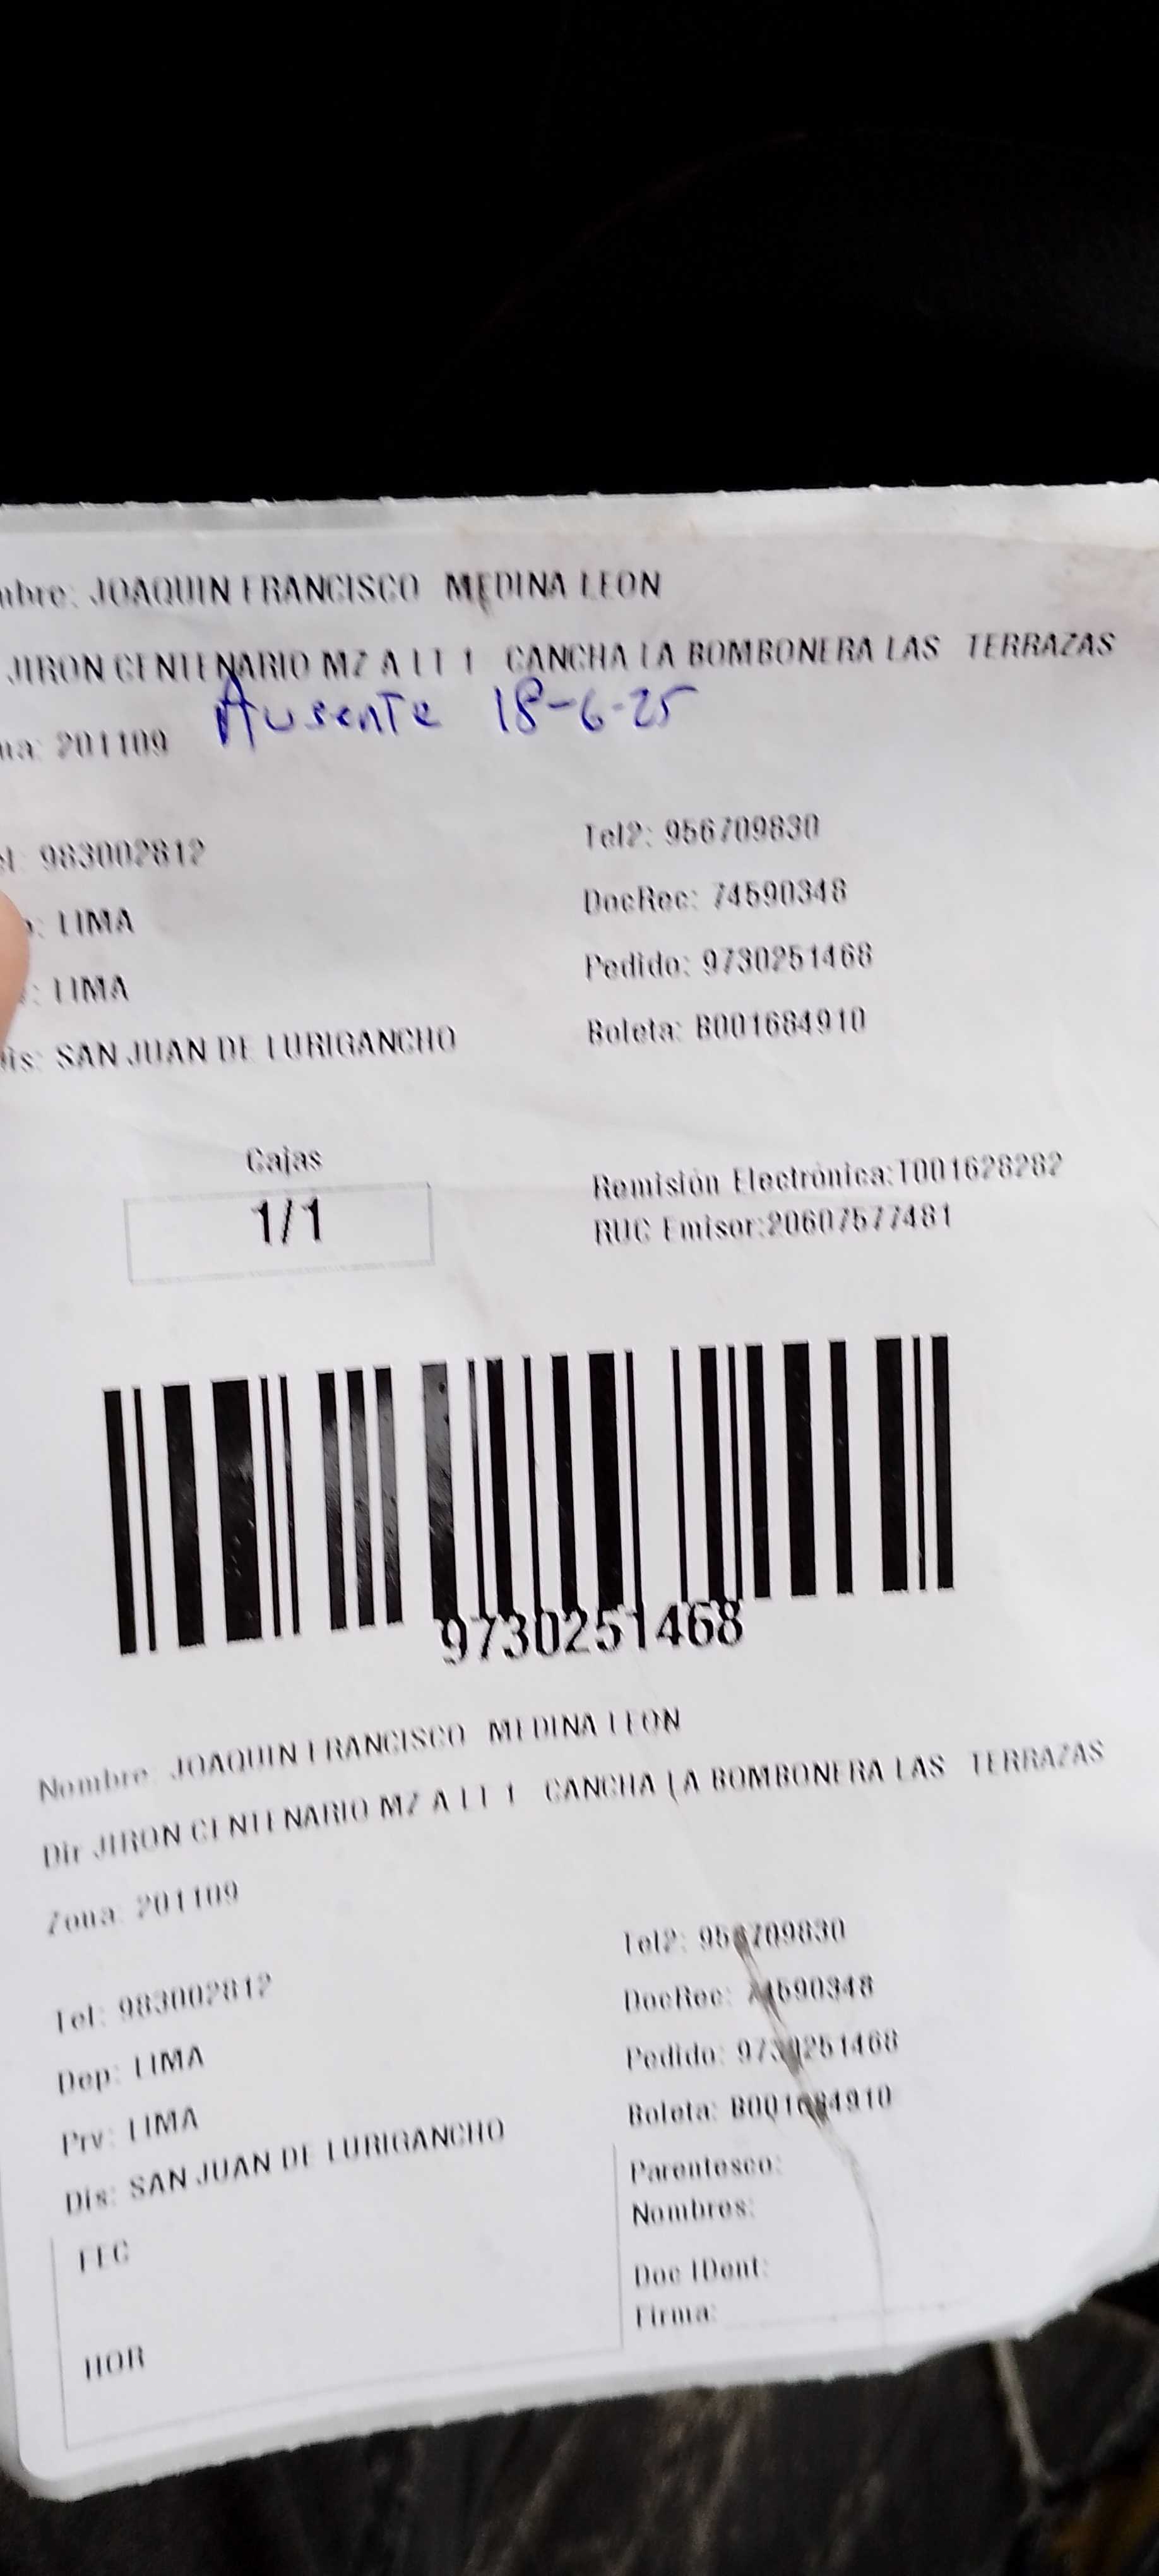 mbre: JOAQUIN FRANCISCO MEDINA LEON
JIRON CENTENARIO MZ A LT 1 CANCHA LA BOMBONERA LAS TERRAZAS
Ausente 18-6-25
na: 201109
el: 983002812
Tel2: 956709830
: LIMA
DocRec: 74590348
: LIMA
Pedido: 9730251468
Dis: SAN JUAN DE LURIGANCHO
Boleta: B001684910
Cajas
1/1
Remisión Electrónica:T001628282
RUC Emisor:20607577481
9730251468
Nombre: JOAQUIN FRANCISCO MEDINA LEON
Dir JIRON CENTENARIO MZ A LT 1 CANCHA LA BOMBONERA LAS TERRAZAS
Zona: 201109
Tel: 983002812
Tel2: 956709830
Dep: LIMA
DocRec: 74590348
Prv: LIMA
Pedido: 9730251468
Dis: SAN JUAN DE LURIGANCHO
Boleta: B001684910
FEC
HOR
Parentesco:
Nombres:
Doc IDent:
Firma: